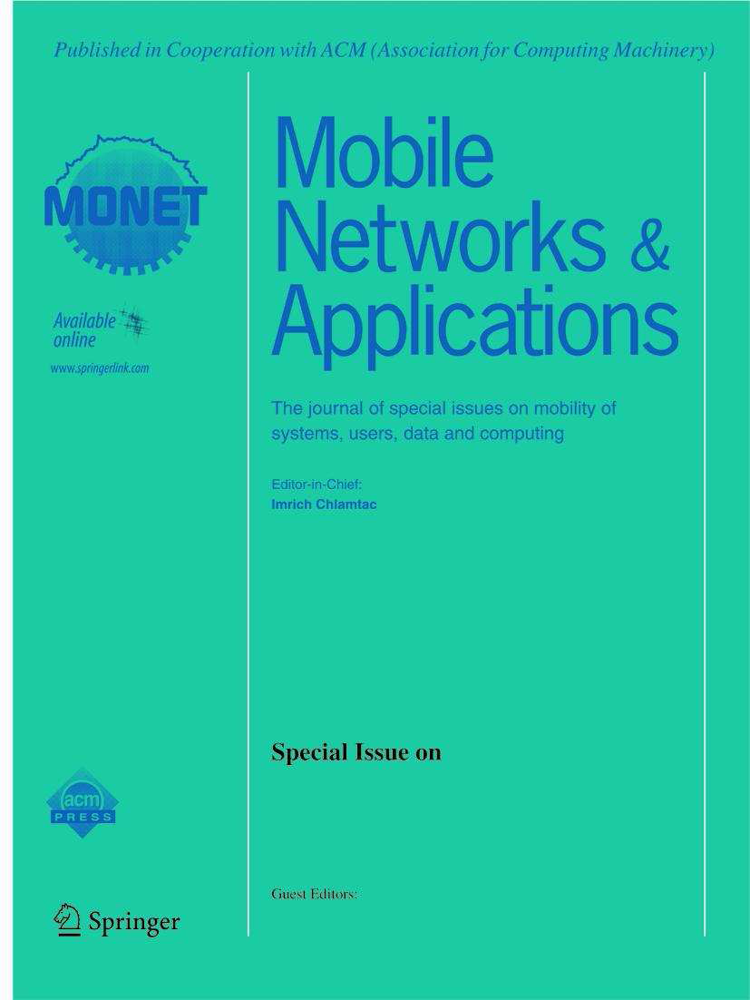 Published in Cooperation with ACM (Association for Computing Machinery)
MONET
Available
online
www.springerlink.com
Mobile
Networks &
Applications
The journal of special issues on mobility of
systems, users, data and computing
Editor-in-Chief:
Imrich Chlamtac
Special Issue on
acm
PRESS
Guest Editors:
Springer